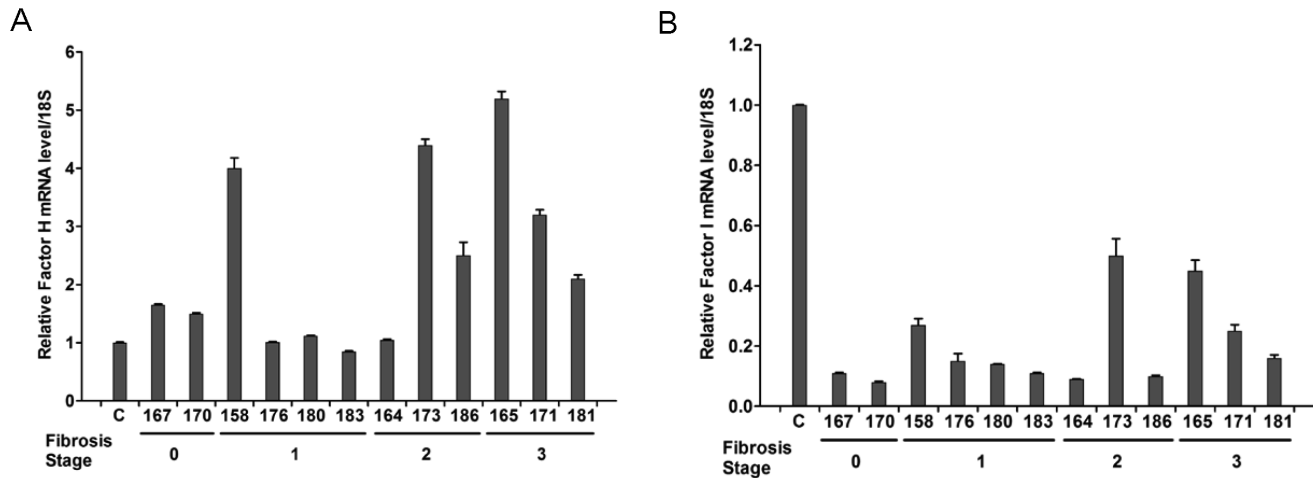 A
Relative Factor H mRNA level/18S
6
5
4
3
2
1
0
C 167 170 158 176 180 183 164 173 186 165 171 181
Fibrosis
Stage
0 1 2 3
B
Relative Factor I mRNA level/18S
1.2
1.0
0.8
0.6
0.4
0.2
0.0
C 167 170 158 176 180 183 164 173 186 165 171 181
Fibrosis
Stage
0 1 2 3